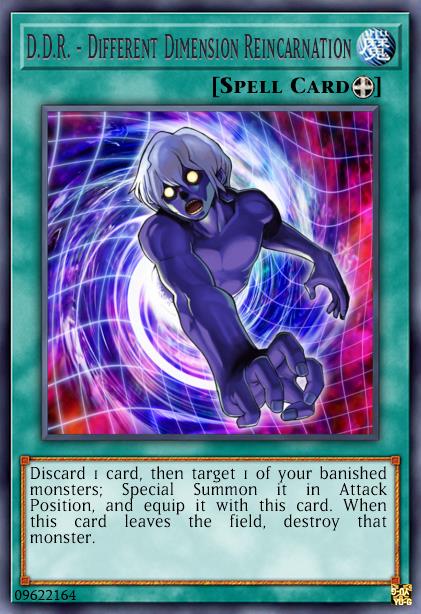 D.D.R. - Different Dimension Reincarnation 魔
[Spell Card]
Discard 1 card, then target 1 of your banished
monsters; Special Summon it in Attack
Position, and equip it with this card. When
this card leaves the field, destroy that
monster.
09622164